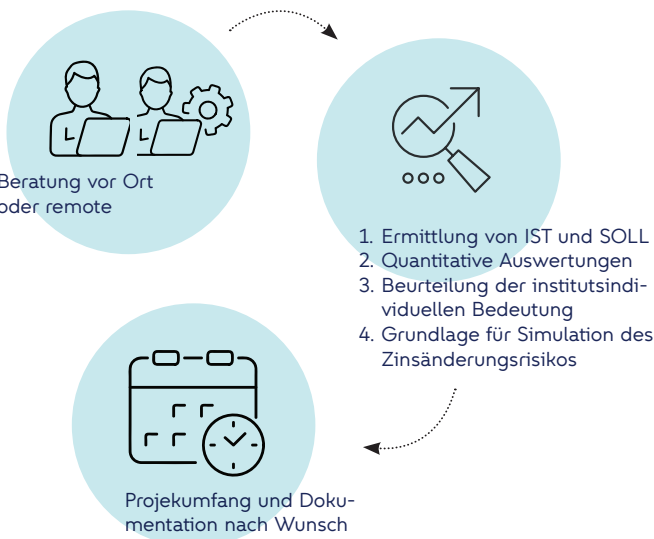 Beratung vor Ort
oder remote
1. Ermittlung von IST und SOLL
2. Quantitative Auswertungen
3. Beurteilung der institutsindi-
viduellen Bedeutung
4. Grundlage für Simulation des
Zinsänderungsrisikos
Projekumfang und Doku-
mentation nach Wunsch